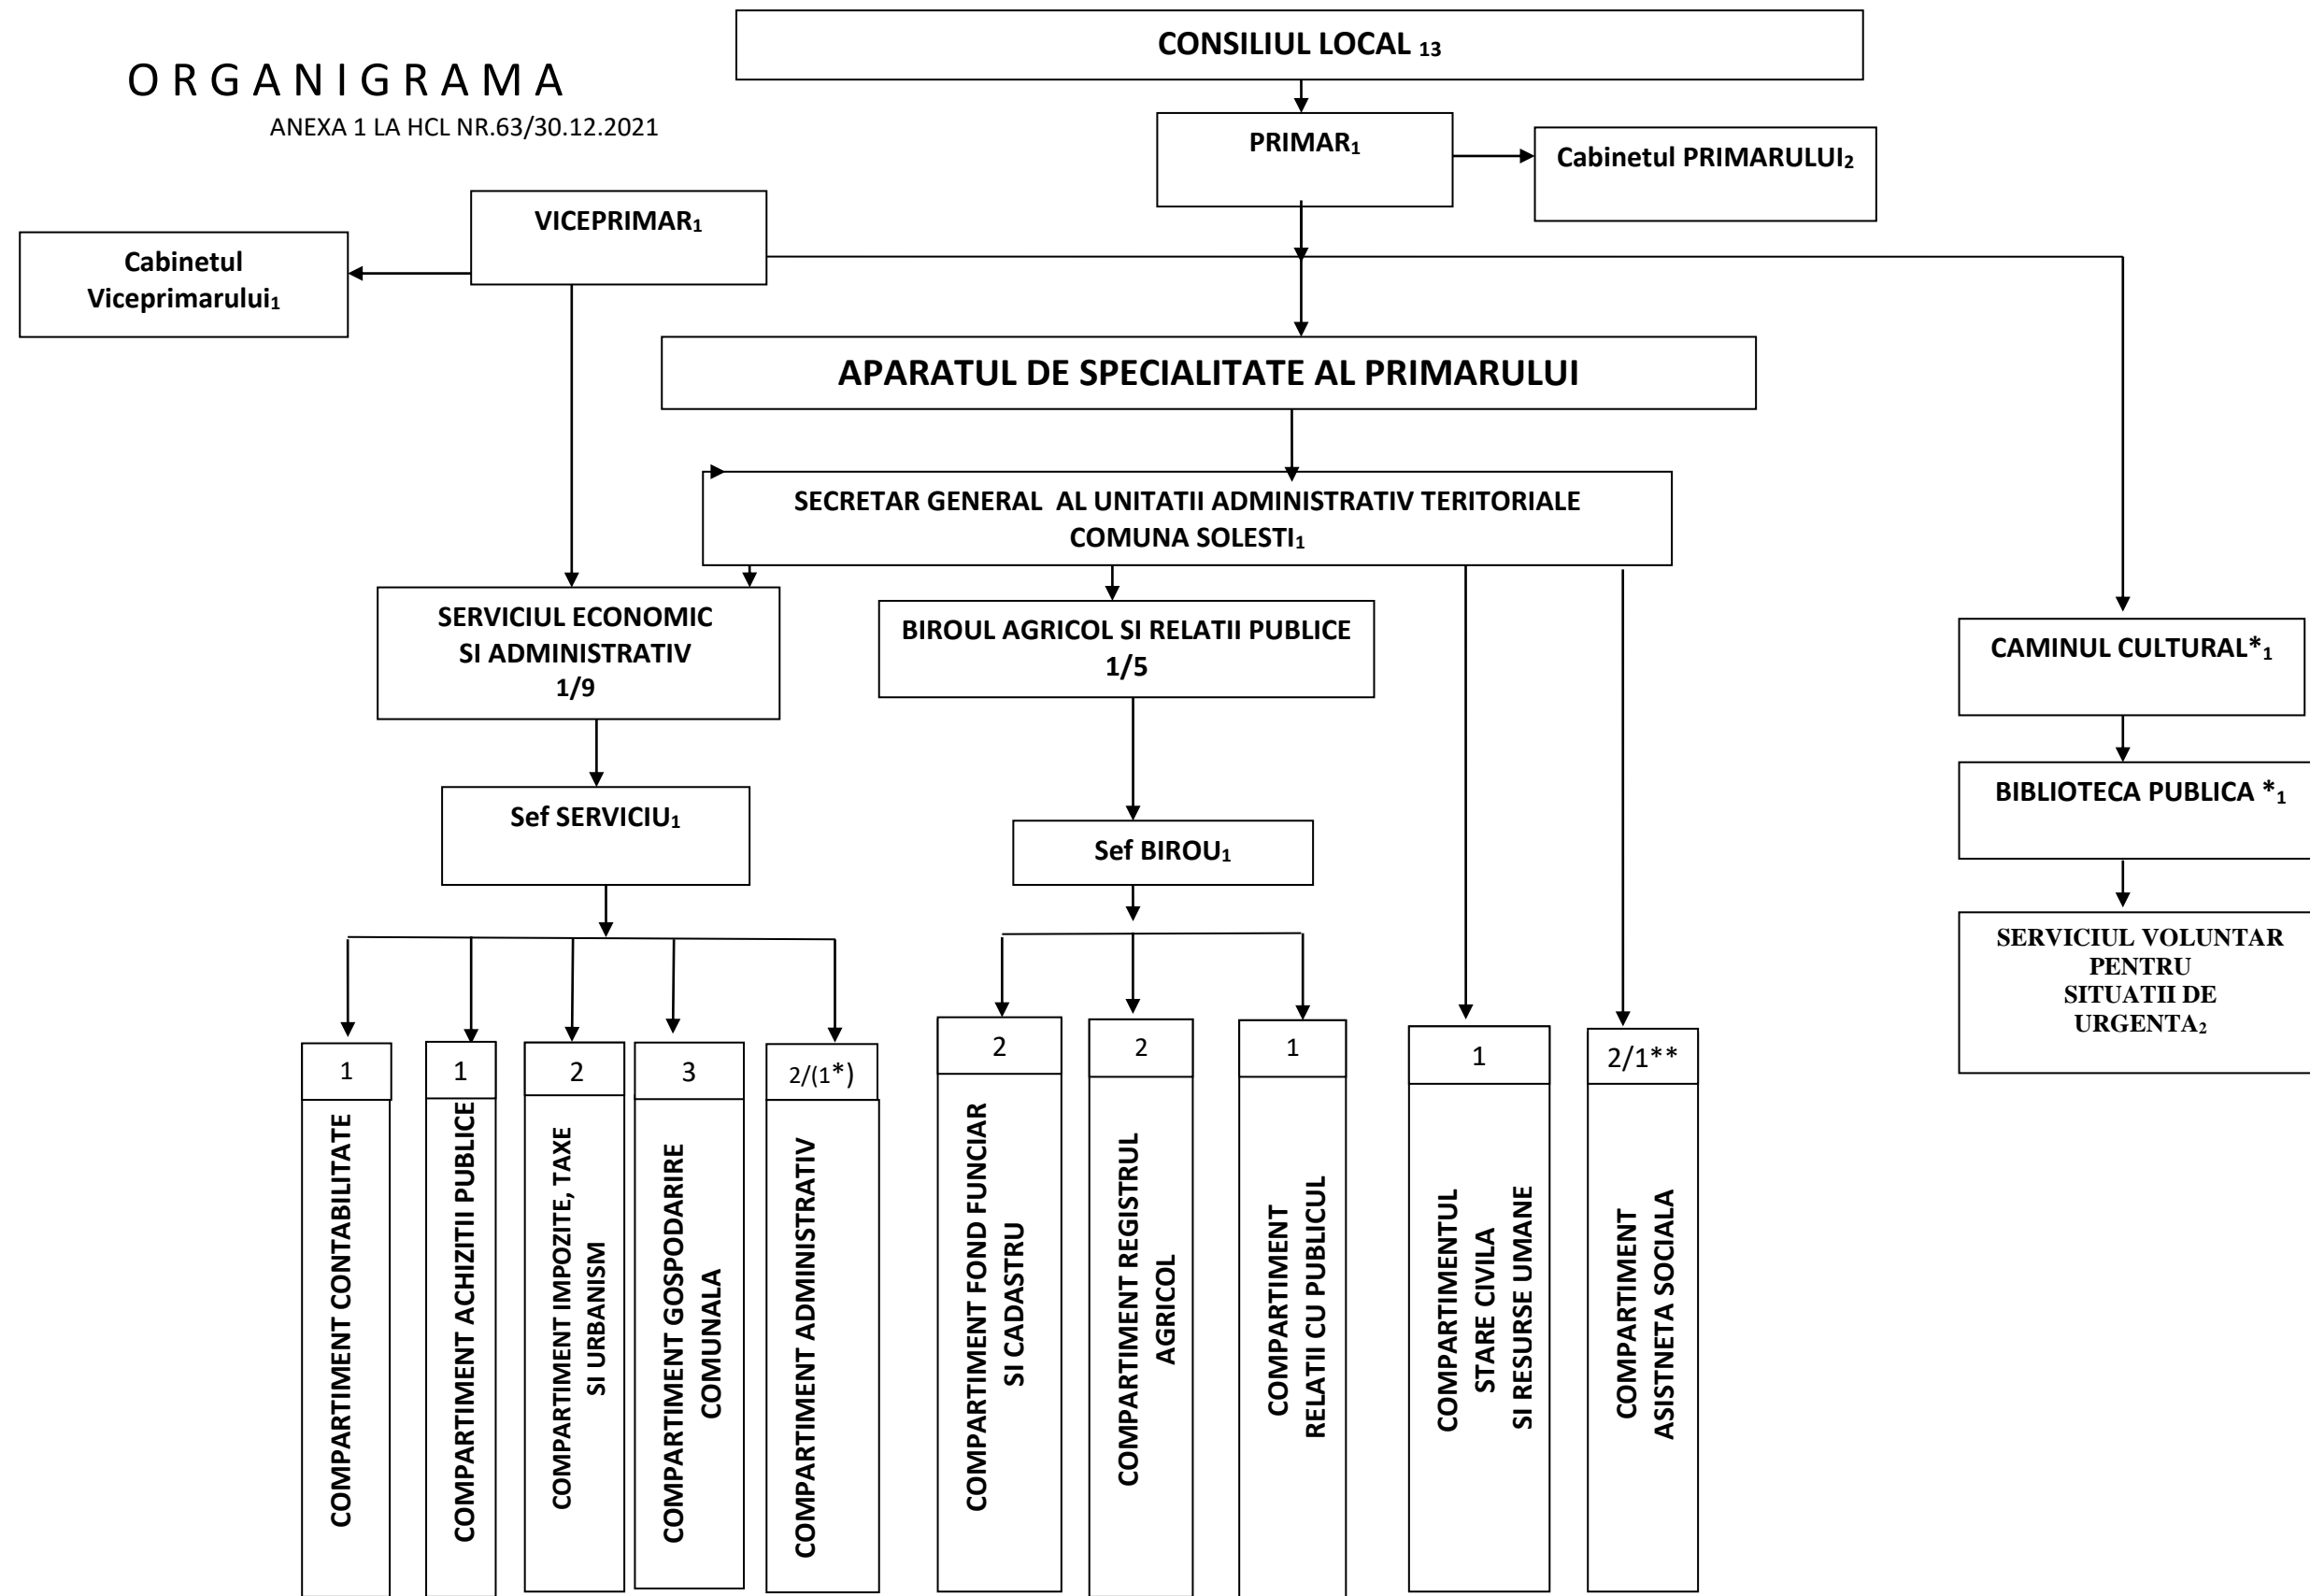 CONSILIUL LOCAL 13
O R G A N I G R A M A
ANEXA 1 LA HCL NR.63/30.12.2021
PRIMAR1
Cabinetul PRIMARULUI2
VICEPRIMAR1
Cabinetul
Viceprimarului1
APARATUL DE SPECIALITATE AL PRIMARULUI
SECRETAR GENERAL AL UNITATII ADMINISTRATIV TERITORIALE
COMUNA SOLESTI1
SERVICIUL ECONOMIC
SI ADMINISTRATIV
1/9
BIROUL AGRICOL SI RELATII PUBLICE
1/5
CAMINUL CULTURAL*1
Sef SERVICIU1
Sef BIROU1
BIBLIOTECA PUBLICA *1
SERVICIUL VOLUNTAR
PENTRU
SITUATII DE
URGENTA2
1
COMPARTIMENT CONTABILITATE
1
COMPARTIMENT ACHIZITII PUBLICE
2
COMPARTIMENT IMPOZITE, TAXE
SI URBANISM
3
COMPARTIMENT GOSPODARIRE
COMUNALA
2/(1*)
COMPARTIMENT ADMINISTRATIV
2
COMPARTIMENT FOND FUNCIAR
SI CADASTRU
2
COMPARTIMENT REGISTRUL
AGRICOL
1
COMPARTIMENT
RELATII CU PUBLICUL
1
COMPARTIMENTUL
STARE CIVILA
SI RESURSE UMANE
2/1**
COMPARTIMENT
ASISTNETA SOCIALA